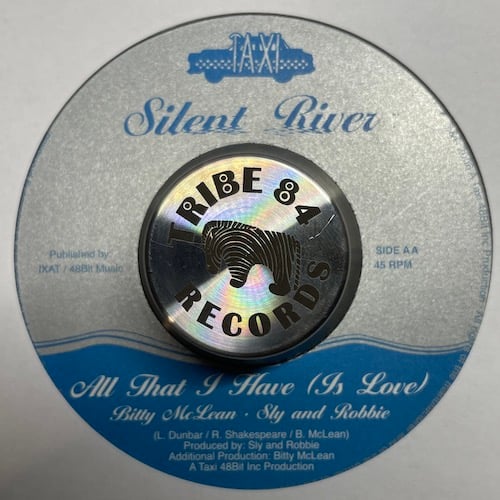 TAXI
Silent River
TRIBE 84
RECORDS
Published by:
IXAT / 48Bit Music
SIDE AA
45 RPM
All That I Have (Is Love)
Bitty McLean · Sly and Robbie
(L. Dunbar / R. Shakespeare / B. McLean)
Produced by: Sly and Robbie
Additional Production: Bitty McLean
A Taxi 48Bit Inc Production